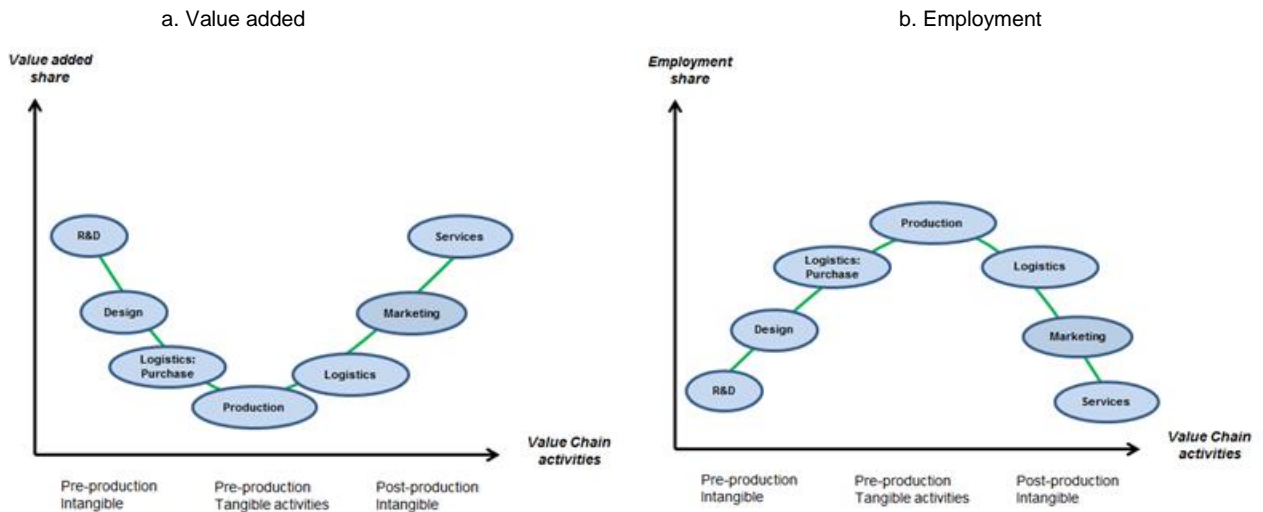 a. Value added
Value added
share
R&D
Services
Design
Marketing
Logistics:
Purchase
Logistics
Production
Value Chain
activities
Pre-production
Intangible
Pre-production
Tangible activities
Post-production
Intangible
b. Employment
Employment
share
Production
Logistics:
Purchase
Logistics
Design
Marketing
R&D
Services
Value Chain
activities
Pre-production
Intangible
Pre-production
Tangible activities
Post-production
Intangible